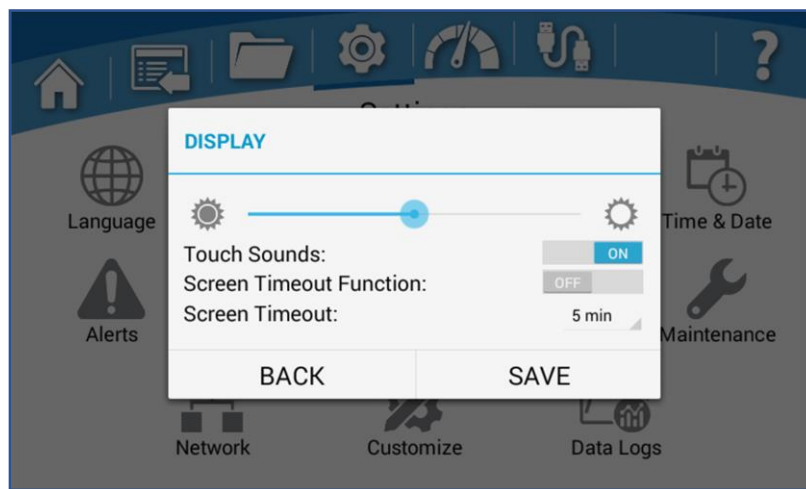 DISPLAY
Language
Time & Date
Touch Sounds:
ON
Screen Timeout Function:
OFF
Screen Timeout:
5 min
Alerts
Maintenance
BACK
SAVE
Network
Customize
Data Logs